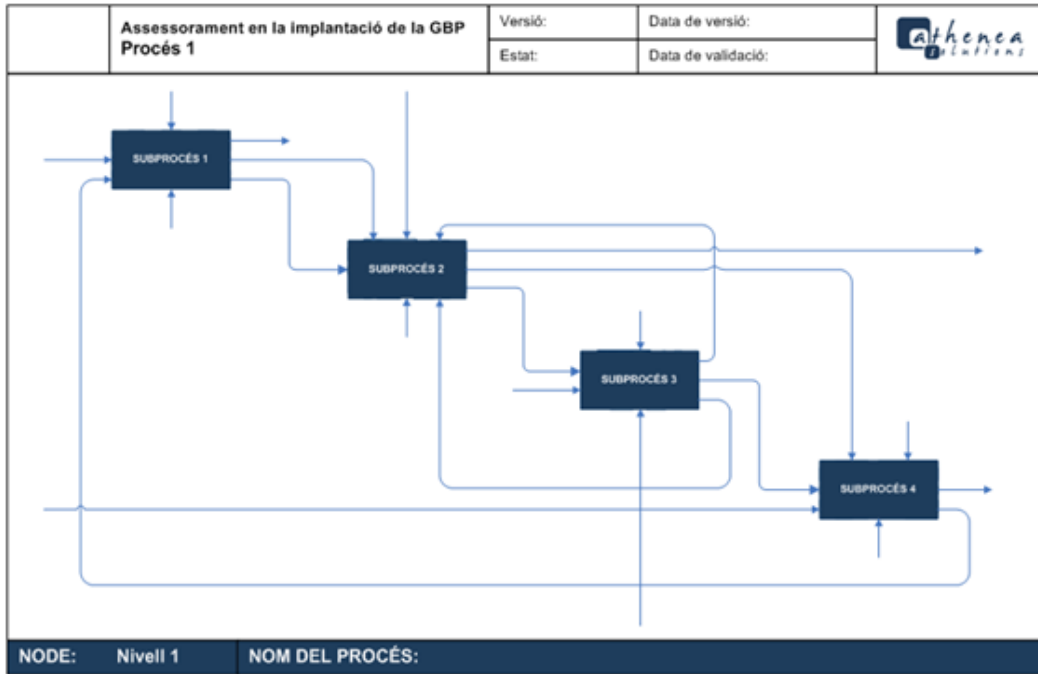 Assessorament en la implantació de la GBP
Procés 1
Versió:
Data de versió:
Estat:
Data de validació:
athenea
solutions
SUBPROCÉS 1
SUBPROCÉS 2
SUBPROCÉS 3
SUBPROCÉS 4
NODE: Nivell 1 NOM DEL PROCÉS: